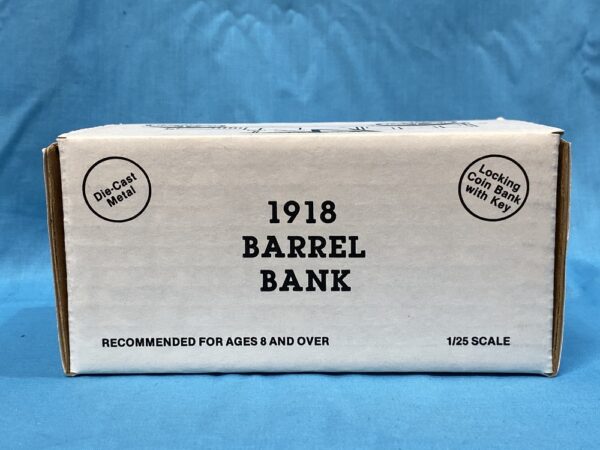 Die-Cast
Metal
Locking
Coin Bank
with Key
1918
BARREL
BANK
RECOMMENDED FOR AGES 8 AND OVER
1/25 SCALE